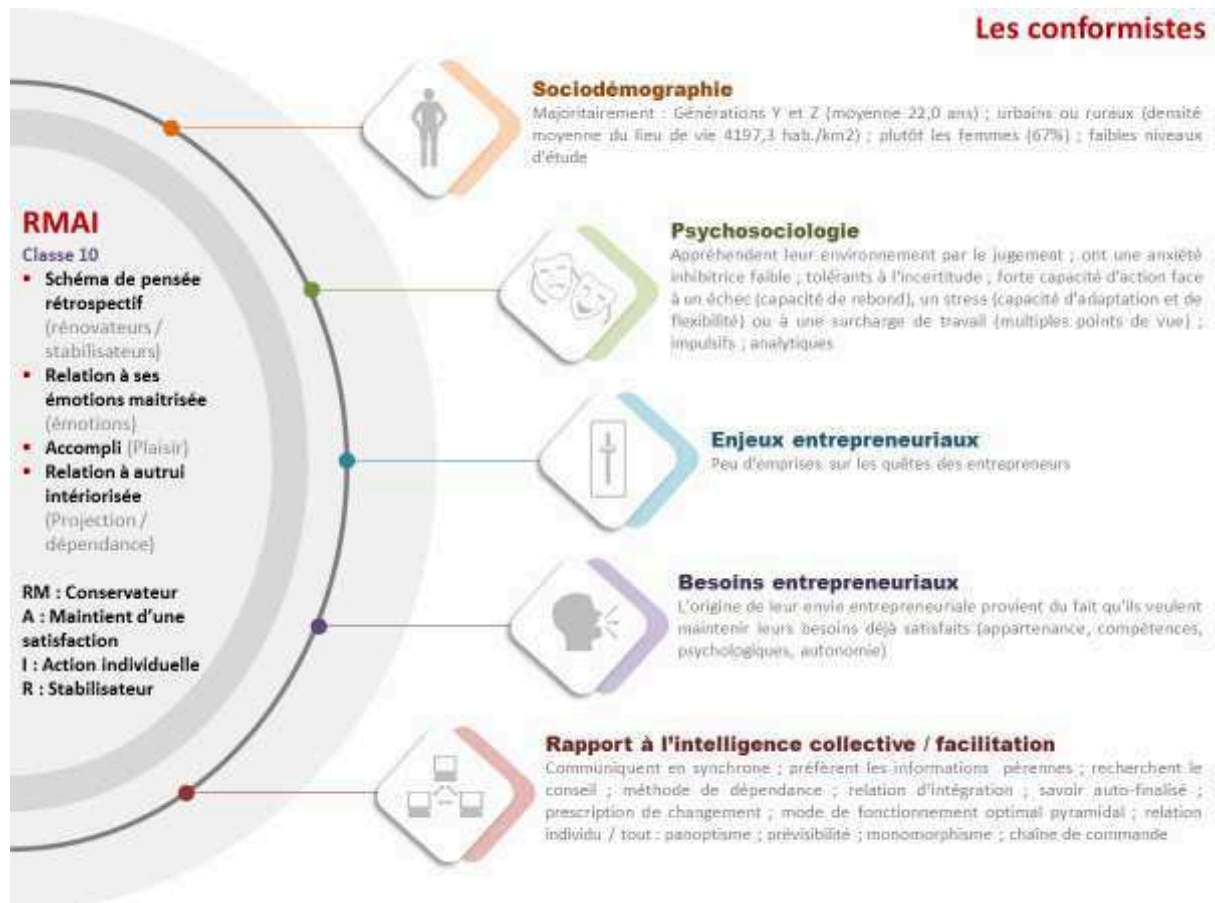 Les conformistes
Sociodémographie
Majoritairement : Générations Y et Z (moyenne 22,0 ans) ; urbains ou ruraux (densité
moyenne du lieu de vie 4197,3 hab./km2) ; plutôt les femmes (67%) ; faibles niveaux
d'étude
RMAI
Classe 10
▪ Schéma de pensée
rétrospectif
(rénovateurs /
stabilisateurs)
▪ Relation à ses
émotions maitrisée
(émotions)
▪ Accompli (Plaisir)
▪ Relation à autrui
intériorisée
(Projection /
dépendance)
RM : Conservateur
A : Maintient d'une
satisfaction
I : Action individuelle
R : Stabilisateur
Psychosociologie
Appréhendent leur environnement par le jugement ; ont une anxiété
inhibitrice faible ; tolérants à l'incertitude ; forte capacité d'action face
à un échec (capacité de rebond), un stress (capacité d'adaptation et de
flexibilité) ou à une surcharge de travail (multiples points de vue) ;
impulsifs ; analytiques
Enjeux entrepreneuriaux
Peu d'emprises sur les quêtes des entrepreneurs
Besoins entrepreneuriaux
L'origine de leur envie entrepreneuriale provient du fait qu'ils veulent
maintenir leurs besoins déjà satisfaits (appartenance, compétences,
psychologiques, autonomie)
Rapport à l'intelligence collective / facilitation
Communiquent en synchrone ; préfèrent les informations pérennes ; recherchent le
conseil ; méthode de dépendance ; relation d'intégration ; savoir auto-finalisé ;
prescription de changement ; mode de fonctionnement optimal pyramidal ; relation
individu / tout : panoptisme ; prévisibilité ; monomorphisme ; chaîne de commande